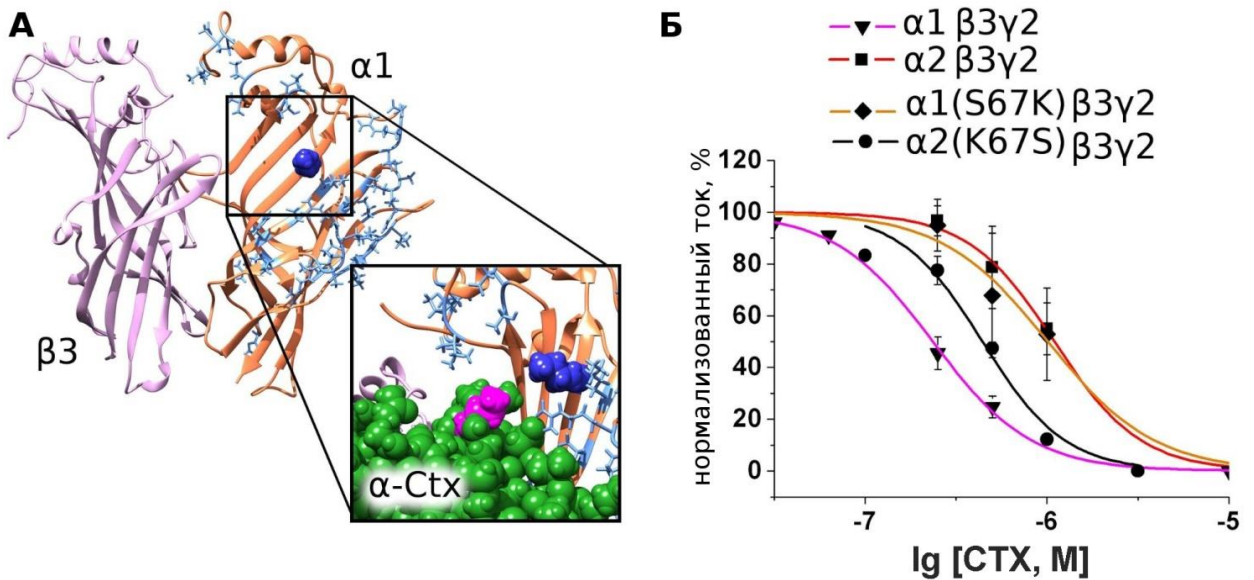 А
α1
β3
α-Ctx
Б
α1 β3γ2
α2 β3γ2
α1(S67K) β3γ2
α2(K67S) β3γ2
нормализованный ток, %
120
100
80
60
40
20
0
-7
-6
-5
lg [CTX, M]